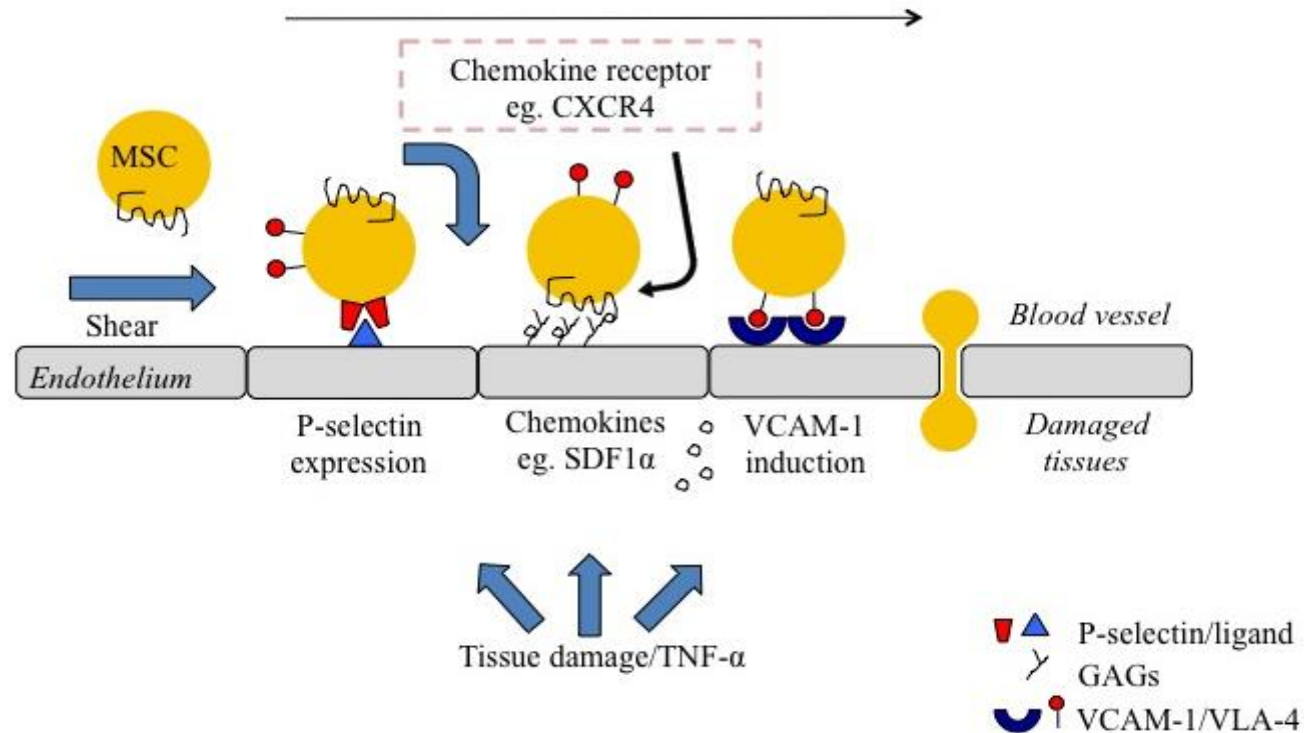 Chemokine receptor
eg. CXCR4
MSC
Shear
Blood vessel
Endothelium
P-selectin
expression
Chemokines
eg. SDF1α
VCAM-1
induction
Damaged
tissues
Tissue damage/TNF-α
P-selectin/ligand
GAGs
VCAM-1/VLA-4